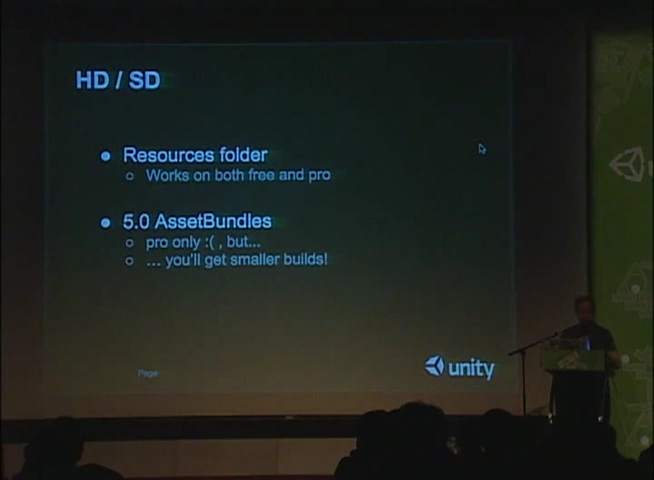 HD / SD
Resources folder
Works on both free and pro
5.0 AssetBundles
pro only :( , but...
... you'll get smaller builds!
Page
unity